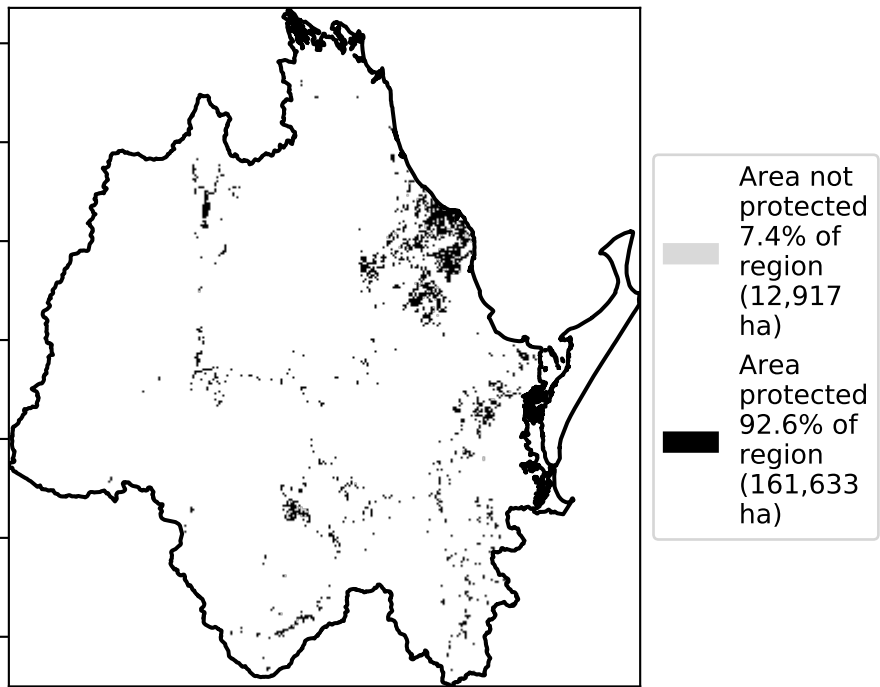 Area not
protected
7.4% of
region
(12,917
ha)
Area
protected
92.6% of
region
(161,633
ha)